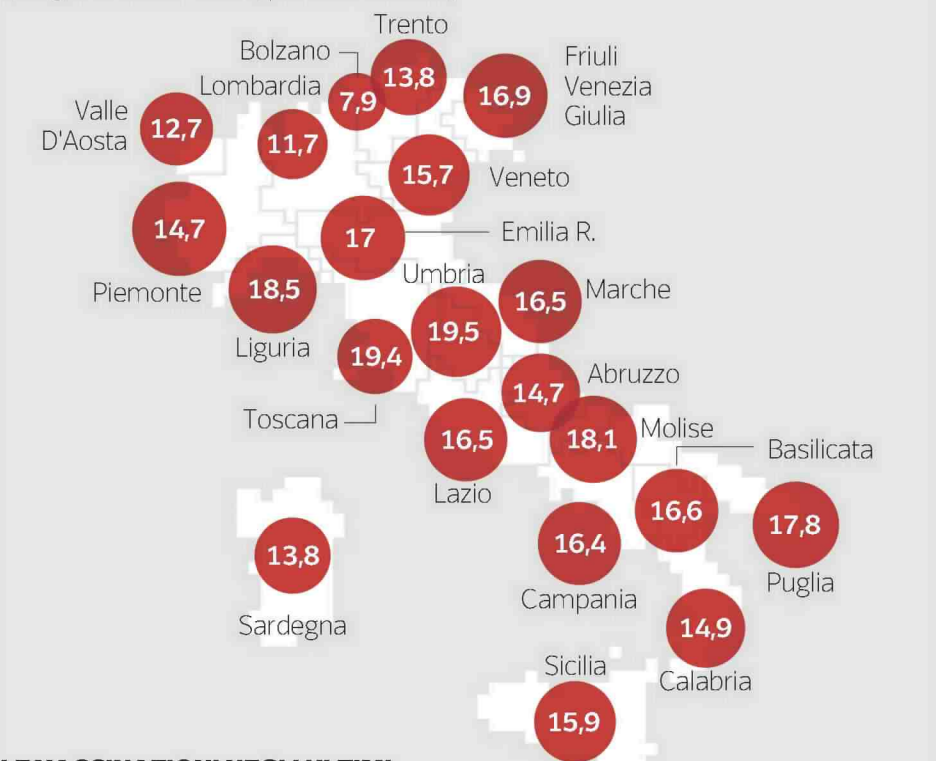 Trento
13,8
Bolzano
7,9
Lombardia
11,7
Friuli
Venezia
Giulia
16,9
Valle
D'Aosta
12,7
15,7
Veneto
14,7
Piemonte
17
Emilia R.
18,5
Liguria
Umbria
19,5
16,5
Marche
19,4
Toscana
14,7
Abruzzo
16,5
Lazio
18,1
Molise
Basilicata
16,6
17,8
Puglia
16,4
Campania
13,8
Sardegna
14,9
Calabria
Sicilia
15,9